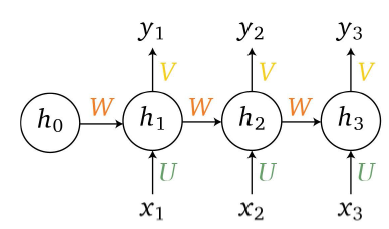 y₁ y₂ y₃
V V V
W W W
h₀ h₁ h₂ h₃
U U U
x₁ x₂ x₃